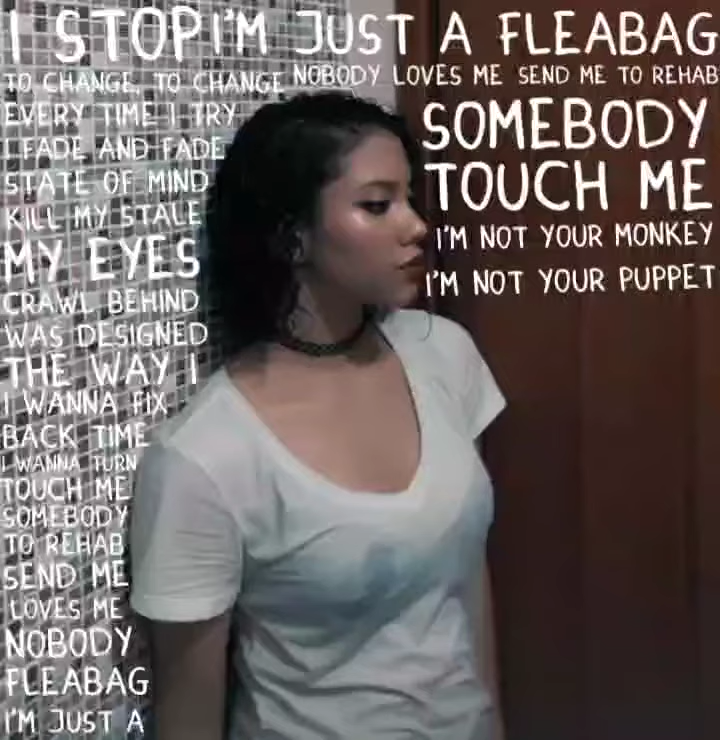 I STOP I'M JUST A FLEABAG
TO CHANGE, TO CHANGE NOBODY LOVES ME SEND ME TO REHAB
EVERY TIME I TRY
I FADE AND FADE
STATE OF MIND
KILL MY STALE
MY EYES
CRAWL BEHIND
WAS DESIGNED
THE WAY I
I WANNA FIX
BACK TIME
I WANNA TURN
TOUCH ME
SOMEBODY
TO REHAB
SEND ME
LOVES ME
NOBODY
FLEABAG
I'M JUST A
SOMEBODY
TOUCH ME
I'M NOT YOUR MONKEY
I'M NOT YOUR PUPPET